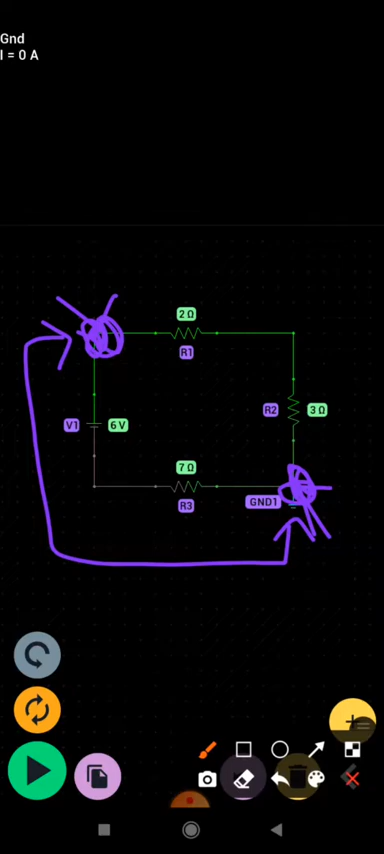 Gnd
I = 0 A
2 Ω
R1
R2 3 Ω
V1 6 V
7 Ω
R3
GND1